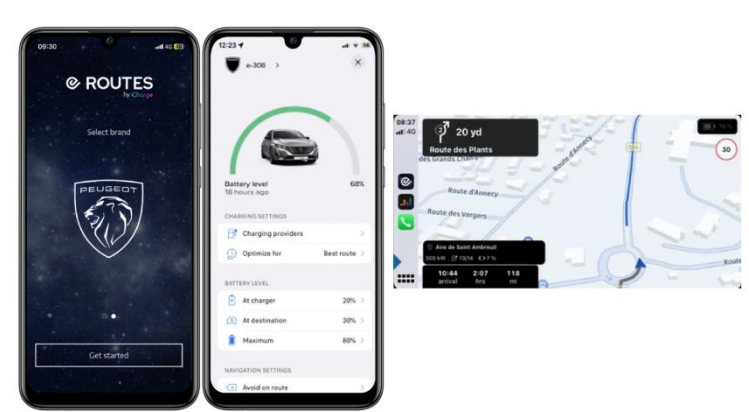 09:30
4G
e ROUTES
by Charge
Select brand
PEUGEOT
Get started
12:23
e-308 >
Battery level 68%
18 hours ago
CHARGING SETTINGS
Charging providers >
Optimize for Best route >
BATTERY LEVEL
At charger 20% >
At destination 30% >
Maximum 80% >
NAVIGATION SETTINGS
Avoid on route >
08:37
4G
20 yd
Route des Plants
des Grands Champs
Route d'Annecy
Route d'Annecy
Route des Vergers
30
Aire de Saint Ambreuil
300 kW 13/14 7 %
10:44 2:07 118
arrival hrs mi
Route